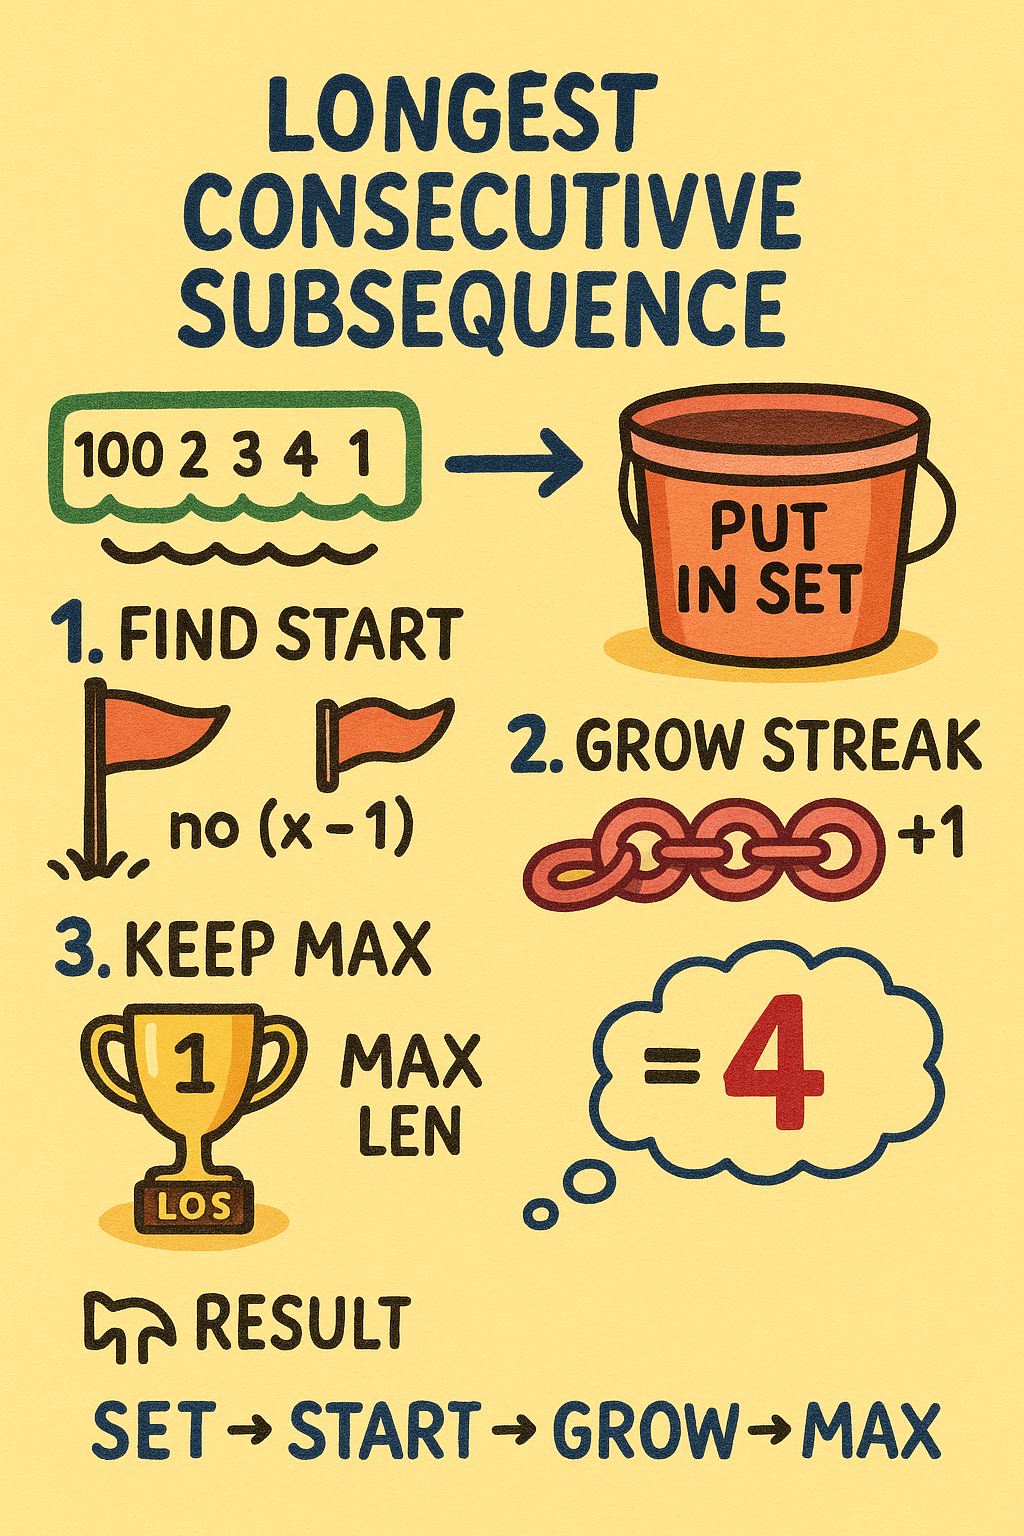 LONGEST
CONSECUTIVVE
SUBSEQUENCE
100 2 3 4 1
PUT
IN SET
1. FIND START
no (x - 1)
2. GROW STREAK
+1
3. KEEP MAX
1
LOS
MAX
LEN
= 4
RESULT
SET → START → GROW → MAX